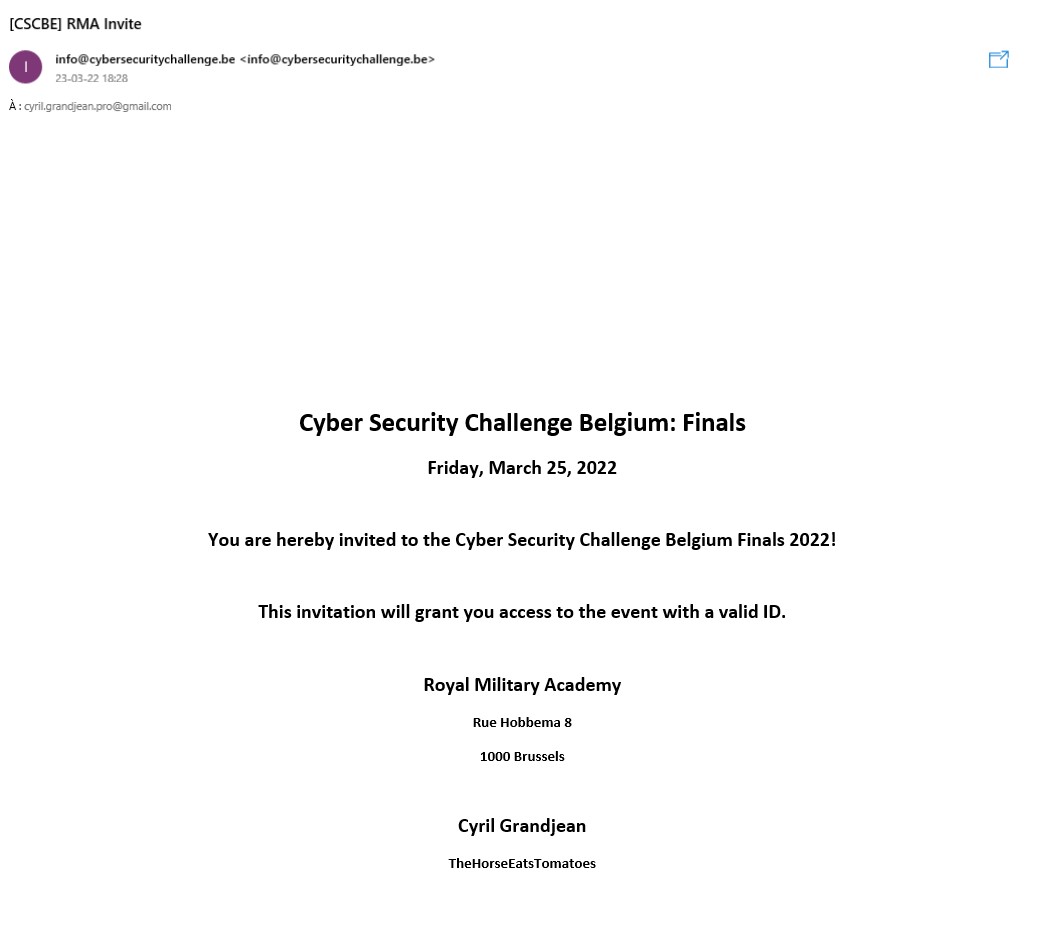 [CSCBE] RMA Invite
I
info@cybersecuritychallenge.be <info@cybersecuritychallenge.be>
23-03-22 18:28
À : cyril.grandjean.pro@gmail.com
Cyber Security Challenge Belgium: Finals
Friday, March 25, 2022
You are hereby invited to the Cyber Security Challenge Belgium Finals 2022!
This invitation will grant you access to the event with a valid ID.
Royal Military Academy
Rue Hobbema 8
1000 Brussels
Cyril Grandjean
TheHorseEatsTomatoes